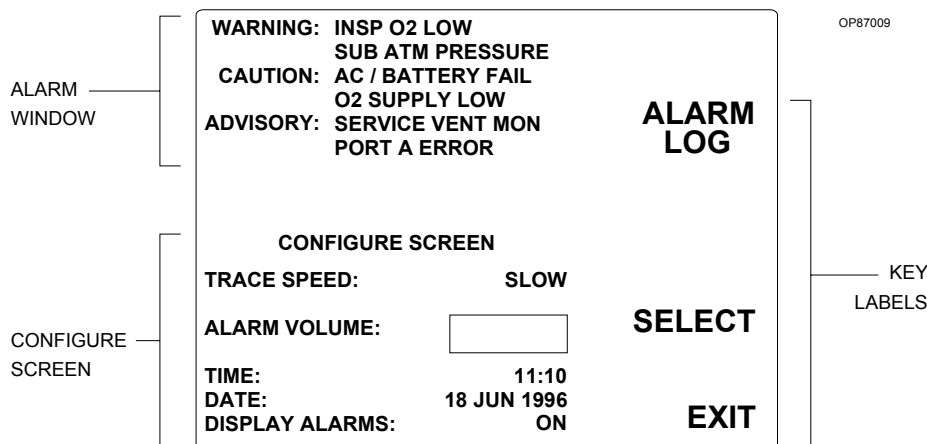 OP87009
WARNING: INSP O2 LOW
SUB ATM PRESSURE
CAUTION: AC / BATTERY FAIL
O2 SUPPLY LOW
ADVISORY: SERVICE VENT MON
PORT A ERROR
ALARM
WINDOW
ALARM
LOG
CONFIGURE SCREEN
TRACE SPEED: SLOW
ALARM VOLUME:
TIME: 11:10
DATE: 18 JUN 1996
DISPLAY ALARMS: ON
CONFIGURE
SCREEN
SELECT
EXIT
KEY
LABELS